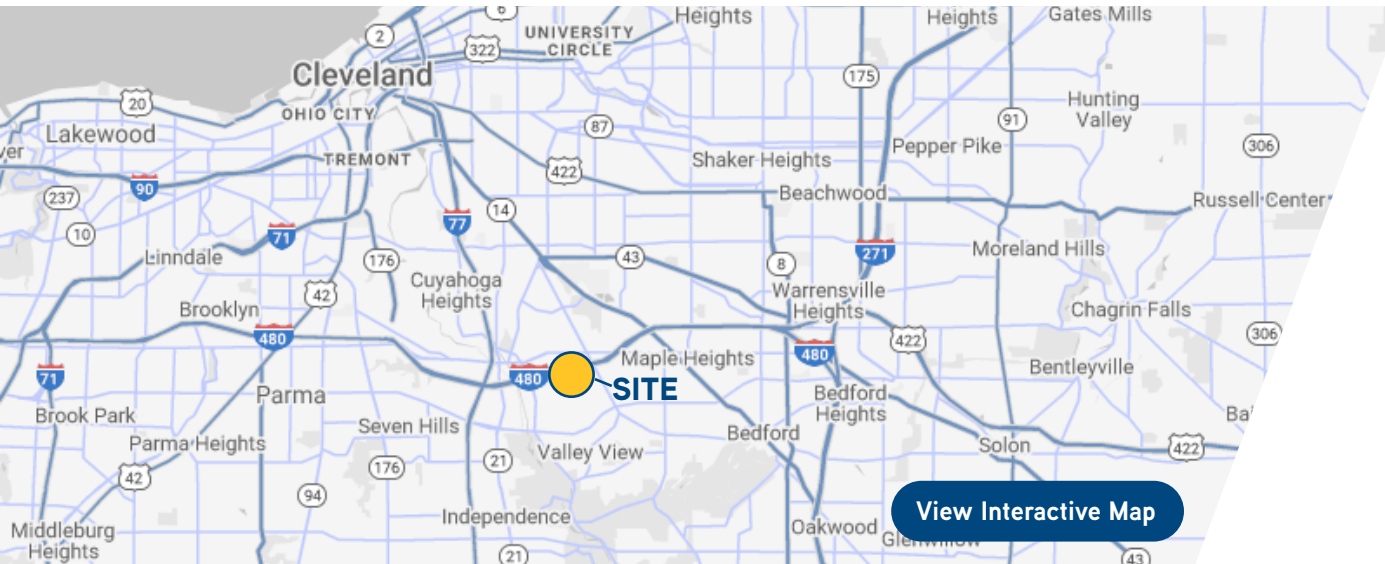 6
Heights
Heights
Gates Mills
2
UNIVERSITY
CIRCLE
322
Cleveland
175
20
OHIO CITY
Hunting
Valley
91
87
Lakewood
306
Pepper Pike
ver
TREMONT
Shaker Heights
422
90
Beachwood
237
Russell Center
14
77
10
71
Moreland Hills
271
Linndale
176
43
8
Cuyahoga
Heights
42
Warrensville
Heights
Brooklyn
Chagrin Falls
480
306
422
480
Maple Heights
71
480
SITE
Bentleyville
Parma
Bedford
Heights
Brook Park
Seven Hills
Parma Heights
Bedford
Solon
422
Valley View
21
176
42
94
View Interactive Map
Independence
Middleburg
Heights
Oakwood
21
43